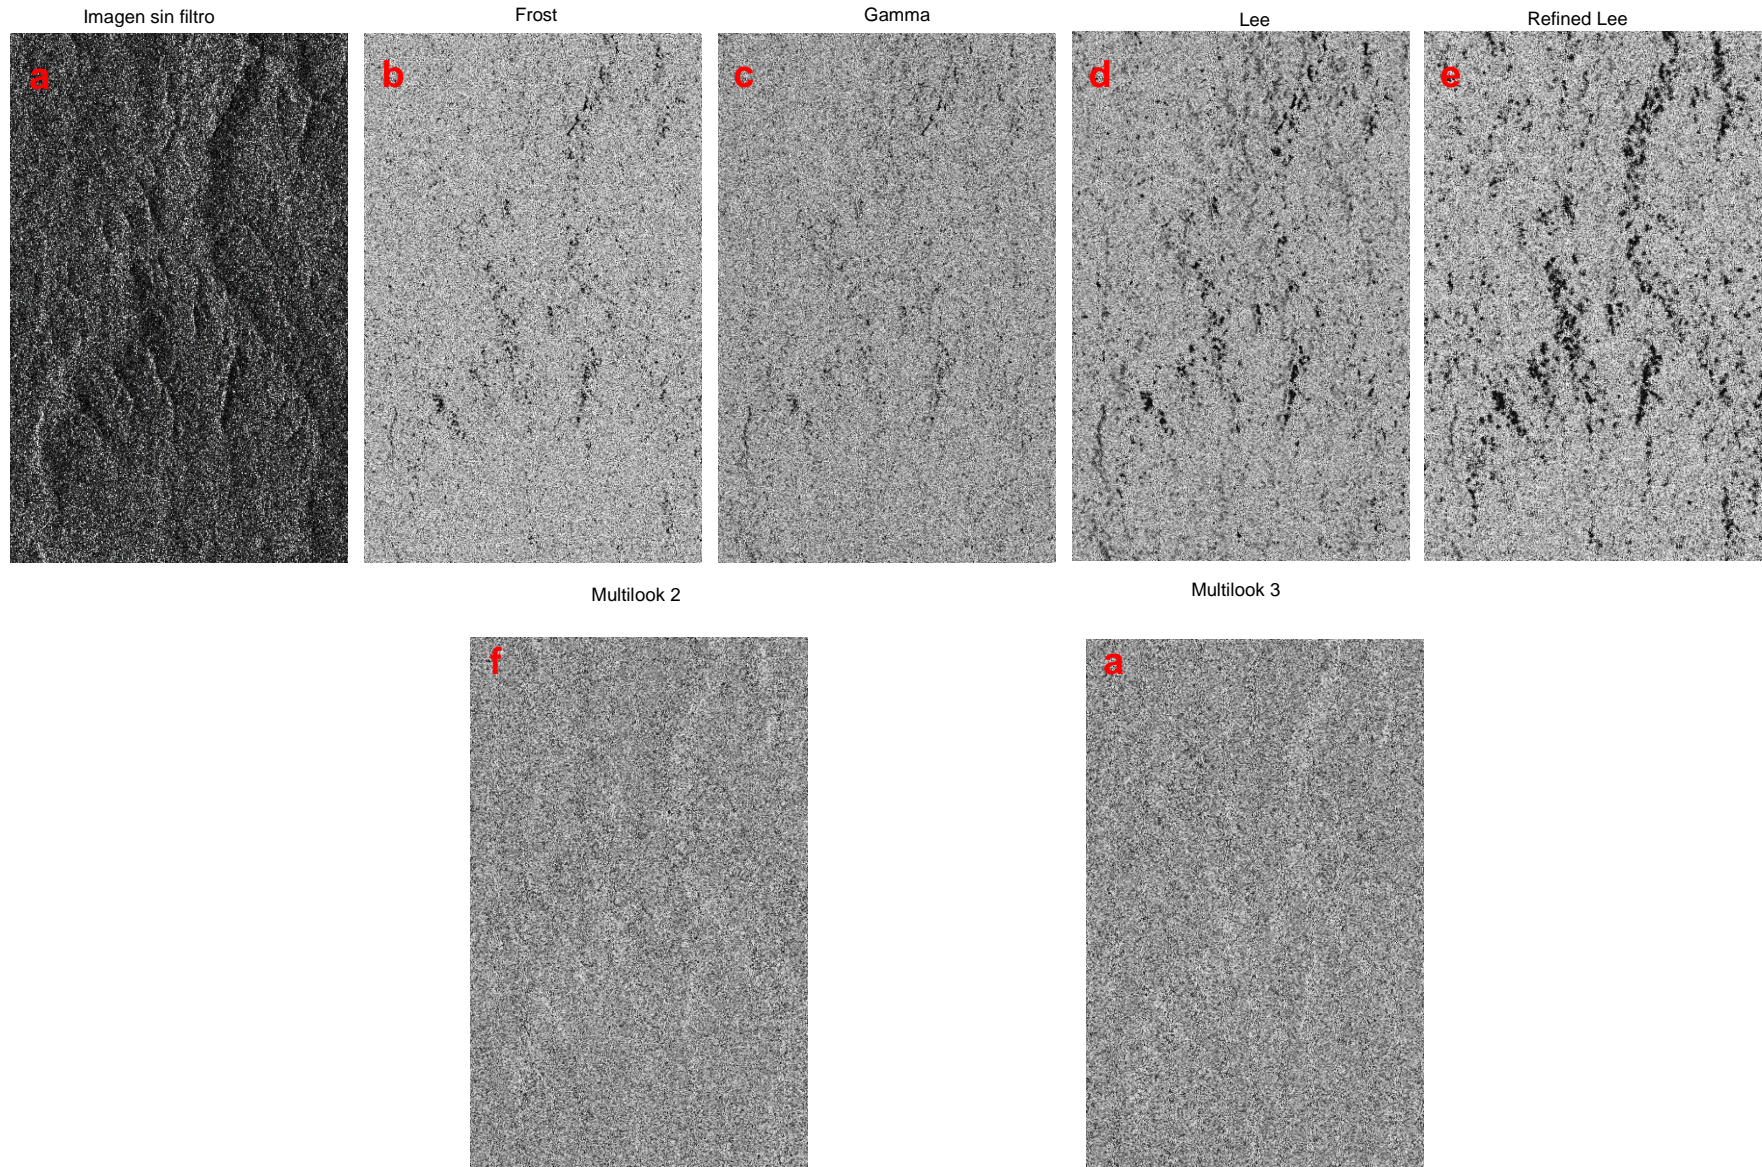 Imagen sin filtro
Frost
Gamma
Lee
Refined Lee
a
b
c
d
e
Multilook 2
Multilook 3
f
a